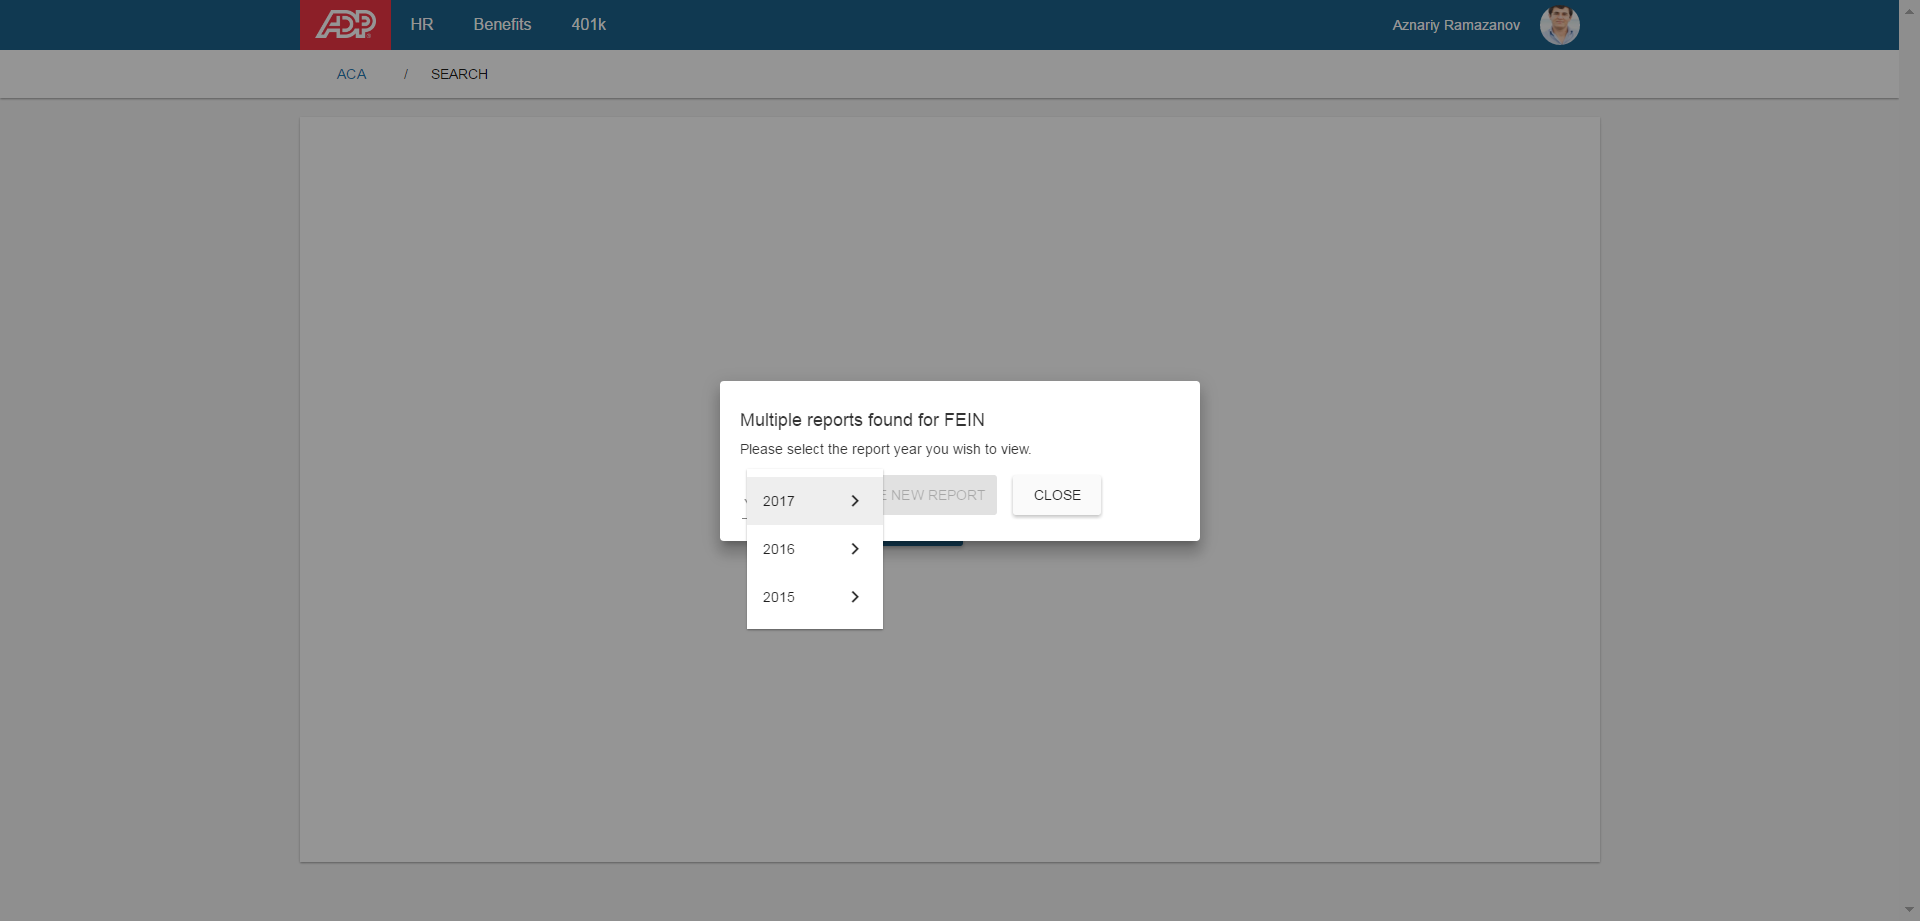 ADP HR Benefits 401k Aznariy Ramazanov
ACA / SEARCH
Multiple reports found for FEIN
Please select the report year you wish to view.
NEW REPORT CLOSE
2017
2016
2015